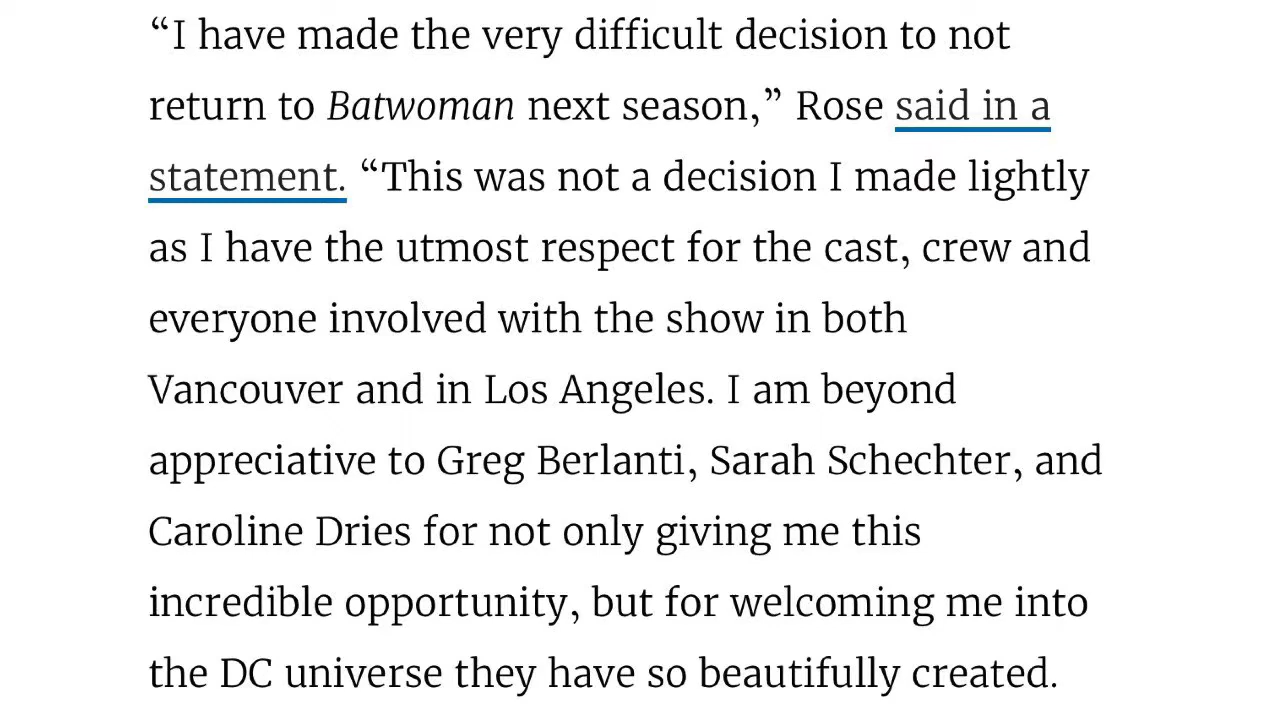 “I have made the very difficult decision to not
return to Batwoman next season,” Rose said in a
statement. “This was not a decision I made lightly
as I have the utmost respect for the cast, crew and
everyone involved with the show in both
Vancouver and in Los Angeles. I am beyond
appreciative to Greg Berlanti, Sarah Schechter, and
Caroline Dries for not only giving me this
incredible opportunity, but for welcoming me into
the DC universe they have so beautifully created.